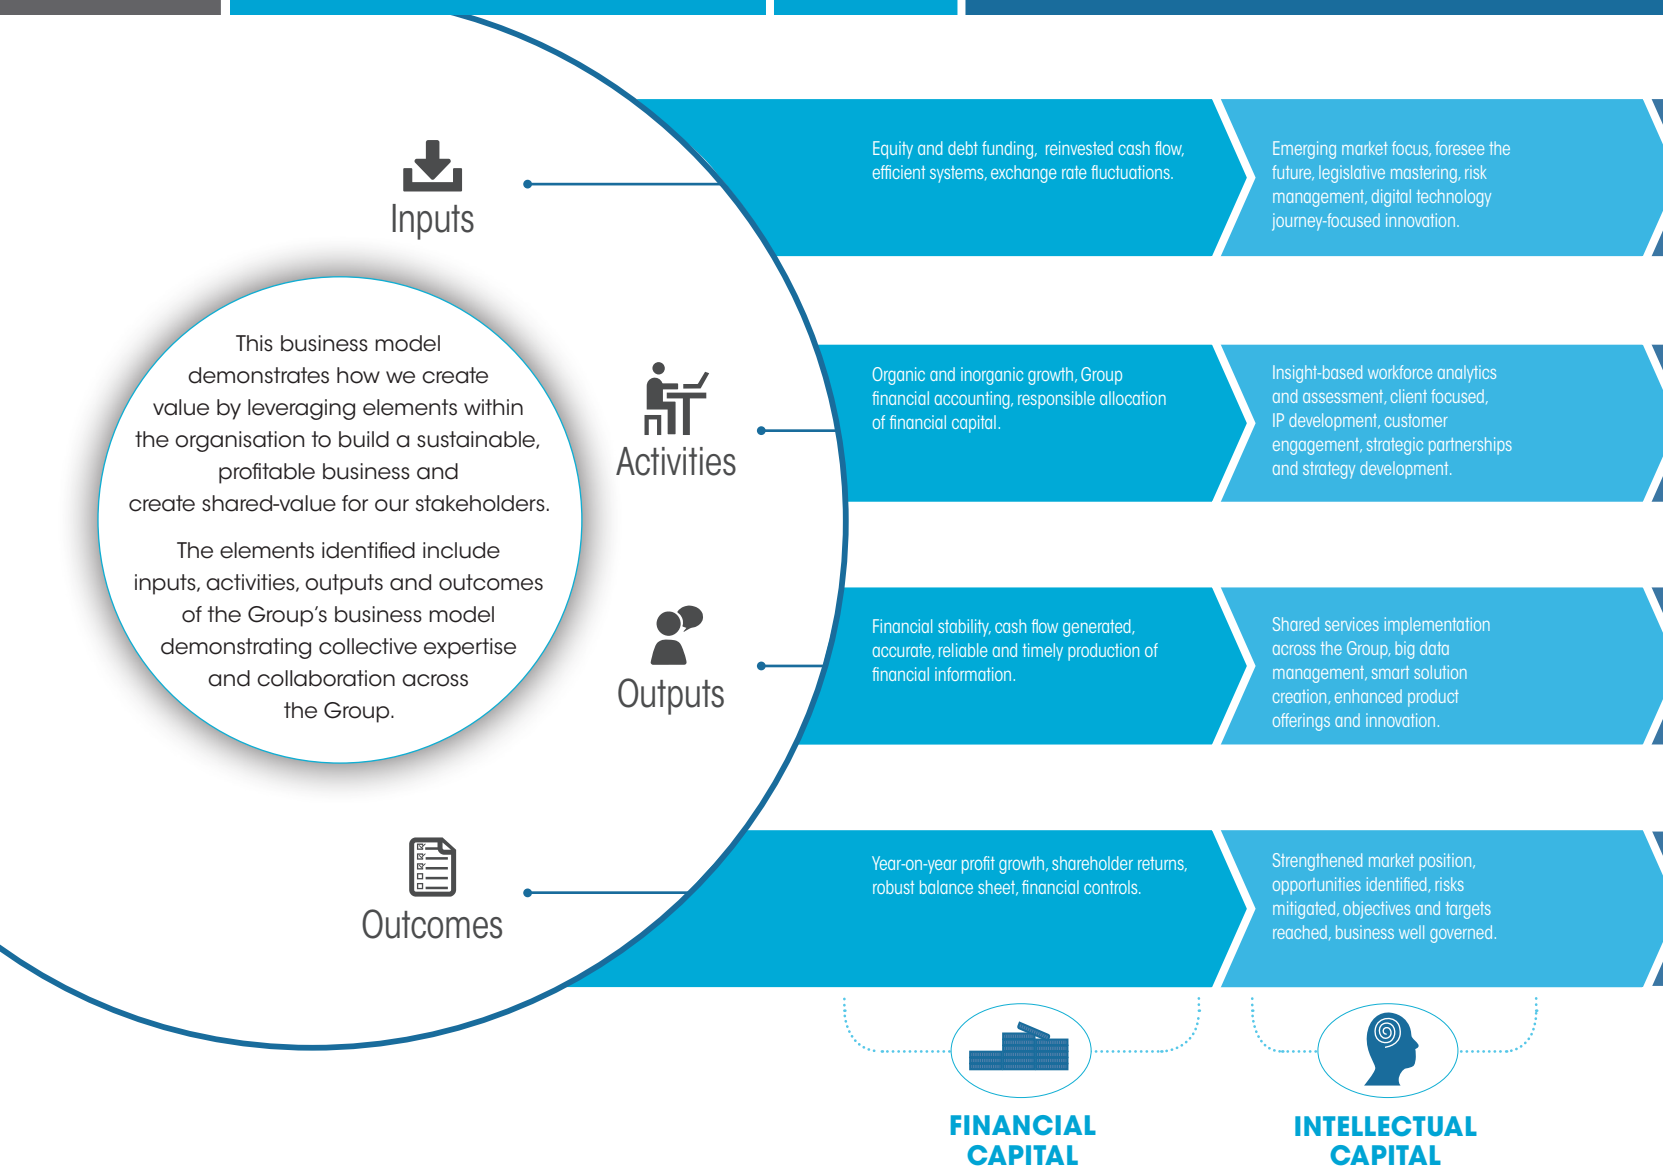 Inputs
Equity and debt funding,  reinvested cash flow,
efficient systems, exchange rate fluctuations.
Emerging market focus, foresee the
future, legislative mastering, risk
management, digital technology
journey-focused innovation.
This business model
demonstrates how we create
value by leveraging elements within
the organisation to build a sustainable,
profitable business and
create shared-value for our stakeholders.
The elements identified include
inputs, activities, outputs and outcomes
of the Group's business model
demonstrating collective expertise
and collaboration across
the Group.
Activities
Organic and inorganic growth, Group
financial accounting, responsible allocation
of financial capital.
Insight-based workforce analytics
and assessment, client focused,
IP development, customer
engagement, strategic partnerships
and strategy development.
Outputs
Financial stability, cash flow generated,
accurate, reliable and timely production of
financial information.
Shared services implementation
across the Group, big data
management, smart solution
creation, enhanced product
offerings and innovation.
Outcomes
Year-on-year profit growth, shareholder returns,
robust balance sheet, financial controls.
Strengthened market position,
opportunities identified, risks
mitigated, objectives and targets
reached, business well governed.
FINANCIAL
CAPITAL
INTELLECTUAL
CAPITAL